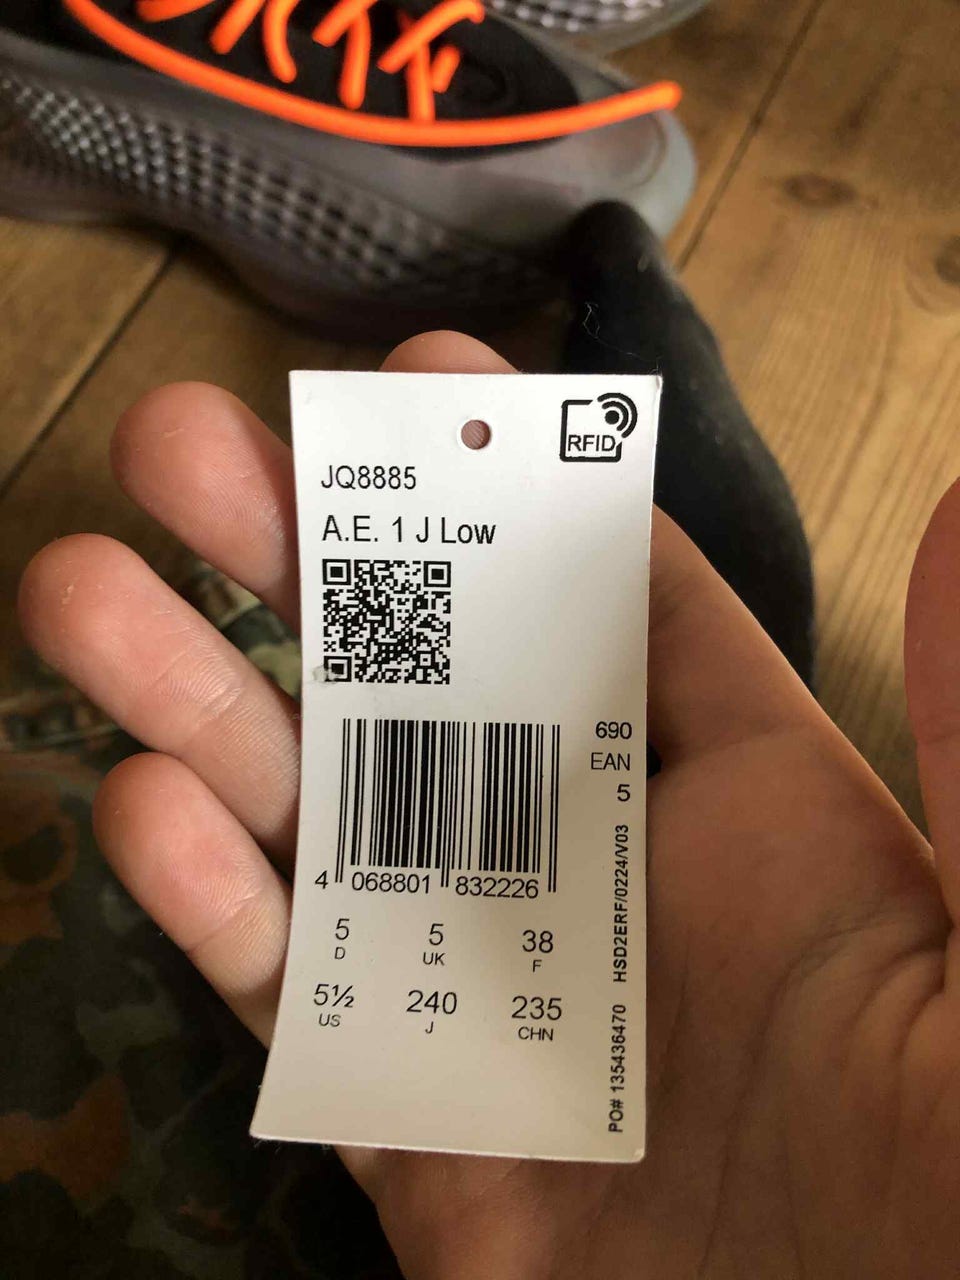 RFID
JQ8885
A.E. 1 J Low
690
EAN
5
4 068801 832226
5 5 38
D UK F
5½ 240 235
US J CHN
PO# 135436470 HSD2ERF/0224/V03